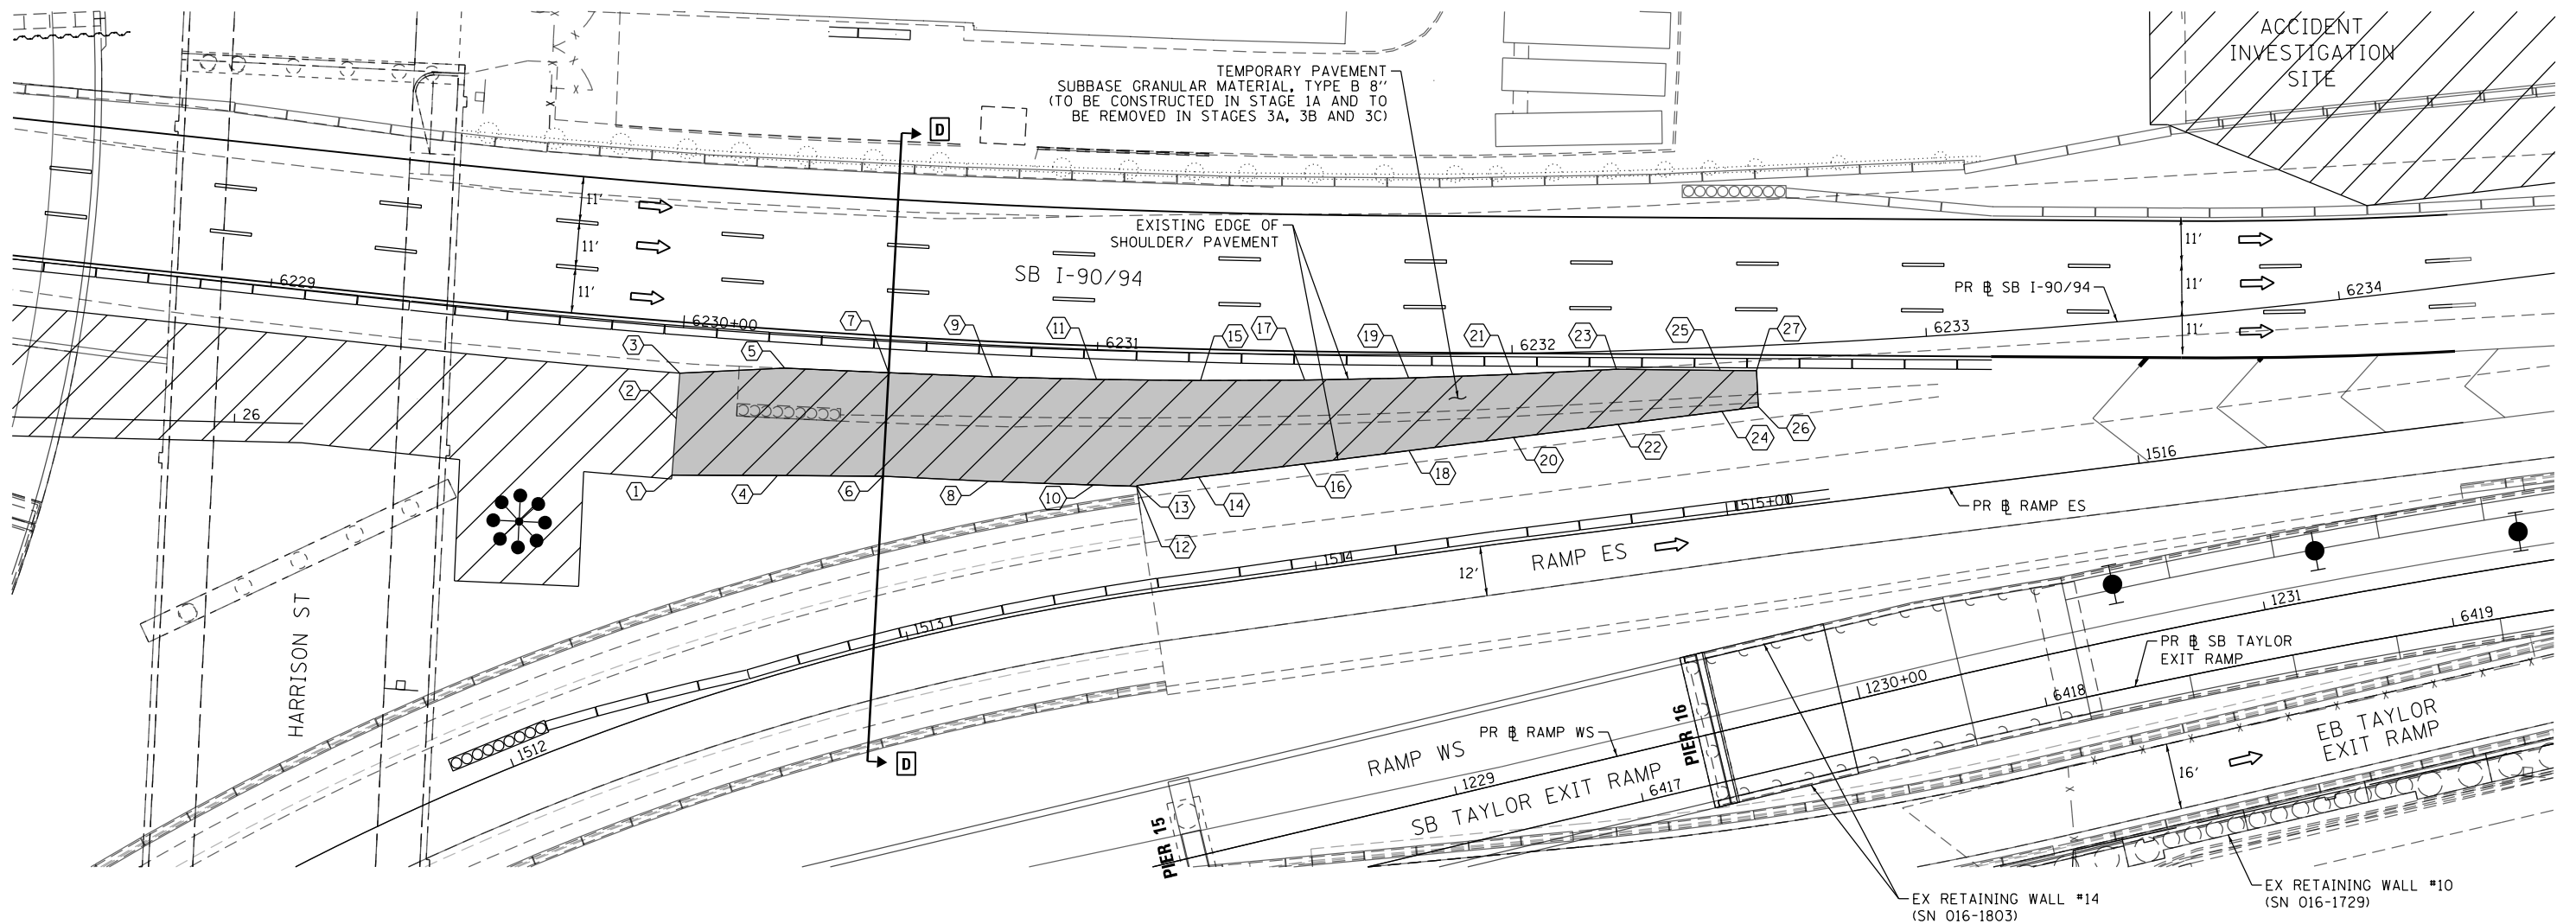 ACCIDENT
INVESTIGATION
SITE
TEMPORARY PAVEMENT
SUBBASE GRANULAR MATERIAL, TYPE B 8''
(TO BE CONSTRUCTED IN STAGE 1A AND TO
BE REMOVED IN STAGES 3A, 3B AND 3C)
D
11'
11'
11'
EXISTING EDGE OF
SHOULDER/ PAVEMENT
SB I-90/94
11'
11'
11'
PR ℄ SB I-90/94
6229
6230+00
6231
6232
6233
6234
26
1
2
3
4
5
6
7
8
9
10
11
12
13
14
15
16
17
18
19
20
21
22
23
24
25
26
27
1512
1513
1514
1515+00
1516
PR ℄ RAMP ES
RAMP ES
12'
HARRISON ST
D
RAMP WS
PR ℄ RAMP WS
SB TAYLOR EXIT RAMP
PIER 15
PIER 16
1229
1230+00
1231
6417
6418
6419
PR ℄ SB TAYLOR
EXIT RAMP
EB TAYLOR
EXIT RAMP
16'
EX RETAINING WALL #14
(SN 016-1803)
EX RETAINING WALL #10
(SN 016-1729)